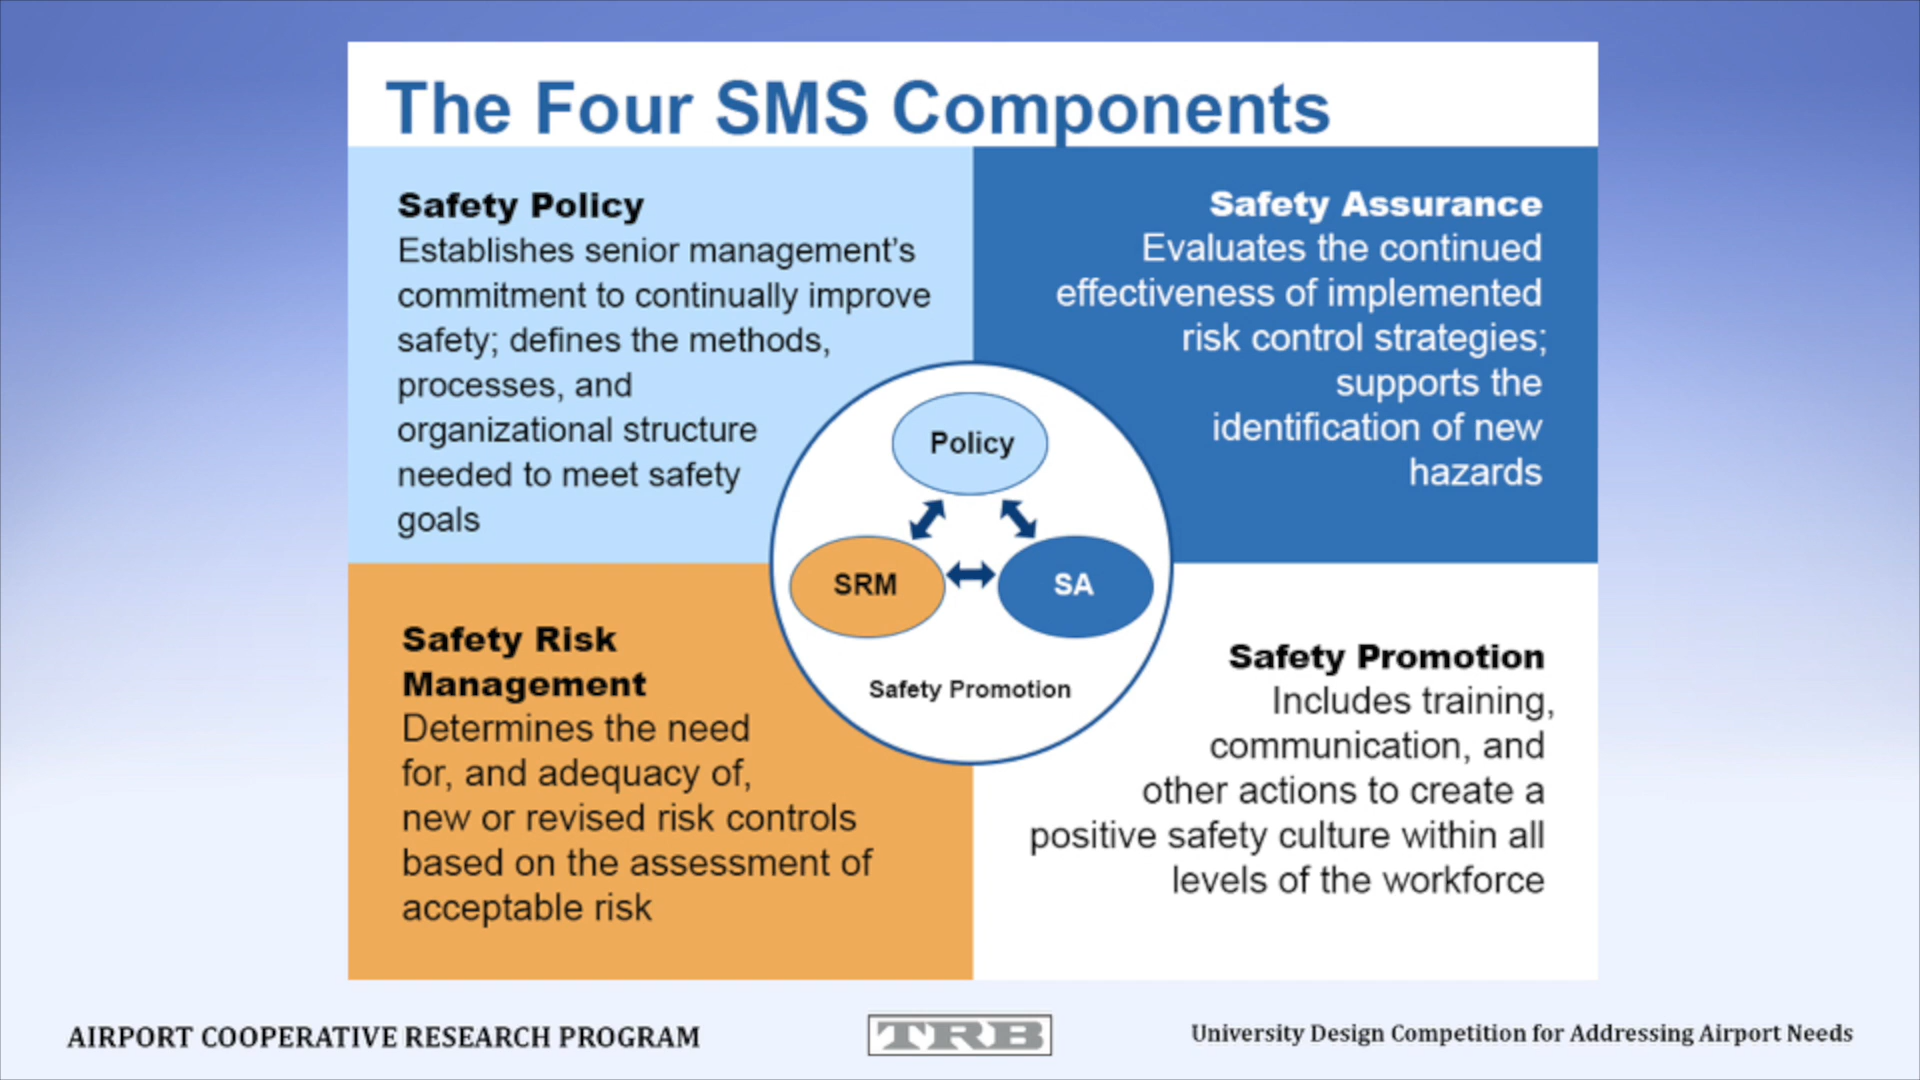 The Four SMS Components
Safety Policy
Establishes senior management’s
commitment to continually improve
safety; defines the methods,
processes, and
organizational structure
needed to meet safety
goals
Safety Assurance
Evaluates the continued
effectiveness of implemented
risk control strategies;
supports the
identification of new
hazards
Policy
SRM
SA
Safety Promotion
Safety Risk
Management
Determines the need
for, and adequacy of,
new or revised risk controls
based on the assessment of
acceptable risk
Safety Promotion
Includes training,
communication, and
other actions to create a
positive safety culture within all
levels of the workforce
AIRPORT COOPERATIVE RESEARCH PROGRAM
TRB
University Design Competition for Addressing Airport Needs